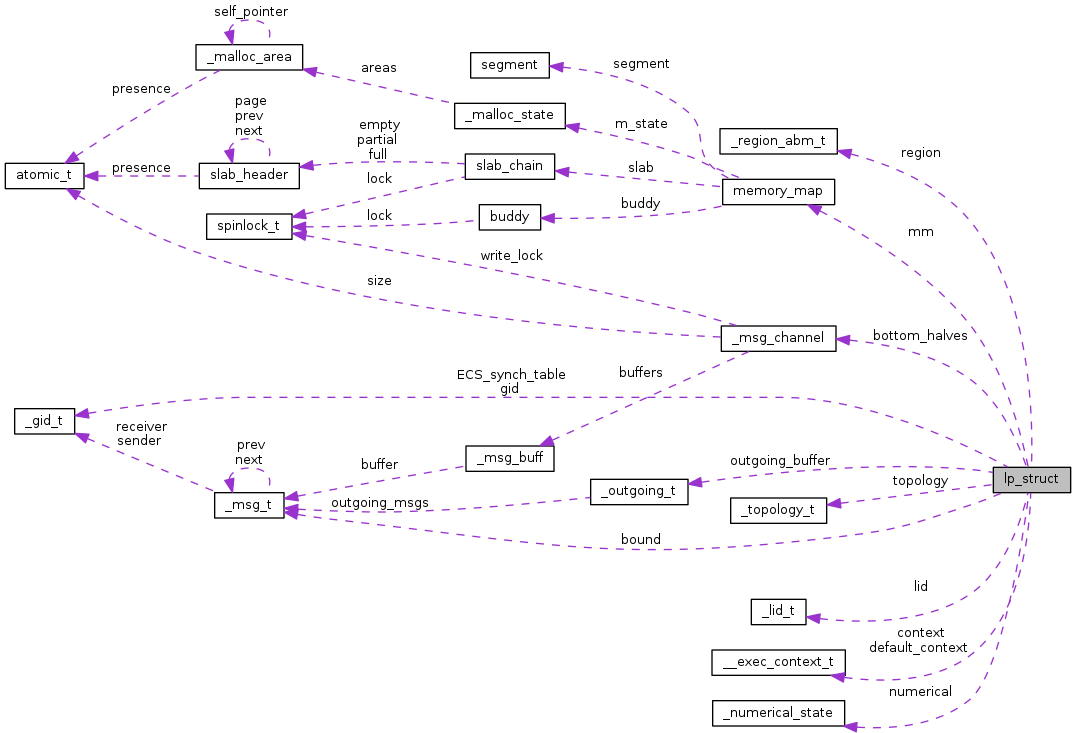 self_pointer
_malloc_area
segment
segment
areas
presence
page
prev
next
_malloc_state
m_state
empty
partial
full
_region_abm_t
region
atomic_t
presence
slab_header
slab_chain
slab
memory_map
lock
buddy
buddy
lock
spinlock_t
mm
write_lock
size
_msg_channel
bottom_halves
buffers
ECS_synch_table
gid
_gid_t
receiver
sender
prev
next
_msg_buff
buffer
outgoing_buffer
lp_struct
topology
_msg_t
outgoing_msgs
_outgoing_t
_topology_t
bound
lid
_lid_t
context
default_context
__exec_context_t
numerical
_numerical_state